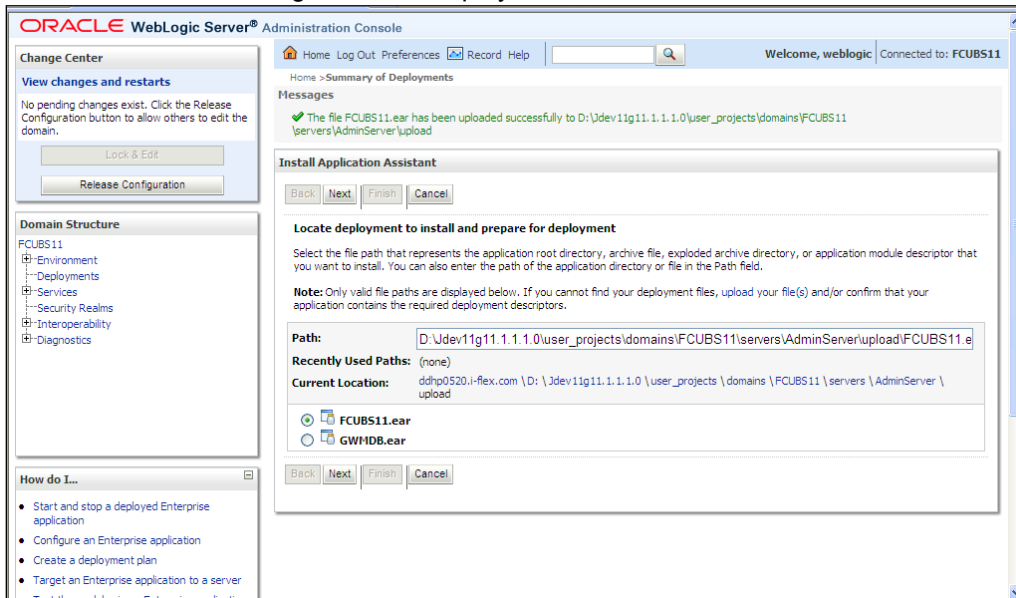 ORACLE WebLogic Server® Administration Console
Change Center
View changes and restarts
No pending changes exist. Click the Release
Configuration button to allow others to edit the
domain.
Lock & Edit
Release Configuration
Domain Structure
FCUBS11
Environment
Deployments
Services
Security Realms
Interoperability
Diagnostics
How do I...
Start and stop a deployed Enterprise
application
Configure an Enterprise application
Create a deployment plan
Target an Enterprise application to a server
Home Log Out Preferences Record Help
Welcome, weblogic Connected to: FCUBS11
Home >Summary of Deployments
Messages
The file FCUBS11.ear has been uploaded successfully to D:\Jdev11g11.1.1.1.0\user_projects\domains\FCUBS11
\servers\AdminServer\upload
Install Application Assistant
Back Next Finish Cancel
Locate deployment to install and prepare for deployment
Select the file path that represents the application root directory, archive file, exploded archive directory, or application module descriptor that
you want to install. You can also enter the path of the application directory or file in the Path field.
Note: Only valid file paths are displayed below. If you cannot find your deployment files, upload your file(s) and/or confirm that your
application contains the required deployment descriptors.
Path: D:\Jdev11g11.1.1.1.0\user_projects\domains\FCUBS11\servers\AdminServer\upload\FCUBS11.e
Recently Used Paths: (none)
Current Location: ddhp0520.i-flex.com \ D: \ Jdev11g11.1.1.1.0 \ user_projects \ domains \ FCUBS11 \ servers \ AdminServer \
upload
FCUBS11.ear
GWMDB.ear
Back Next Finish Cancel